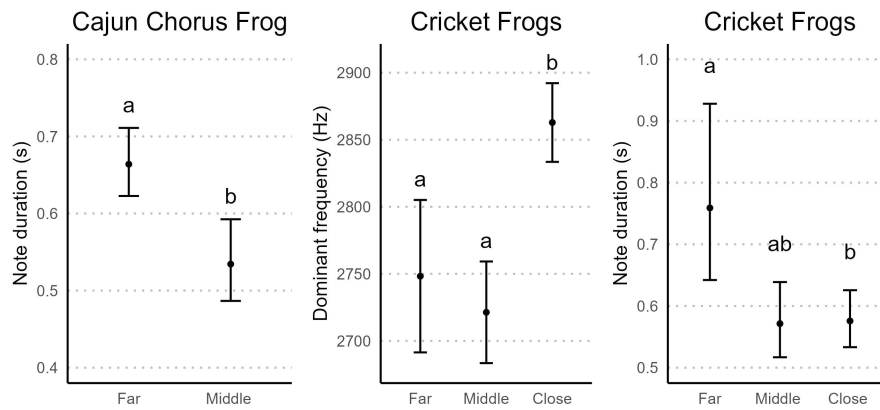 Cajun Chorus Frog
Note duration (s)
0.8
0.7
0.6
0.5
0.4
a
b
Far Middle
Cricket Frogs
Dominant frequency (Hz)
2900
2850
2800
2750
2700
a
a
b
Far Middle Close
Cricket Frogs
Note duration (s)
1.0
0.9
0.8
0.7
0.6
0.5
a
ab
b
Far Middle Close